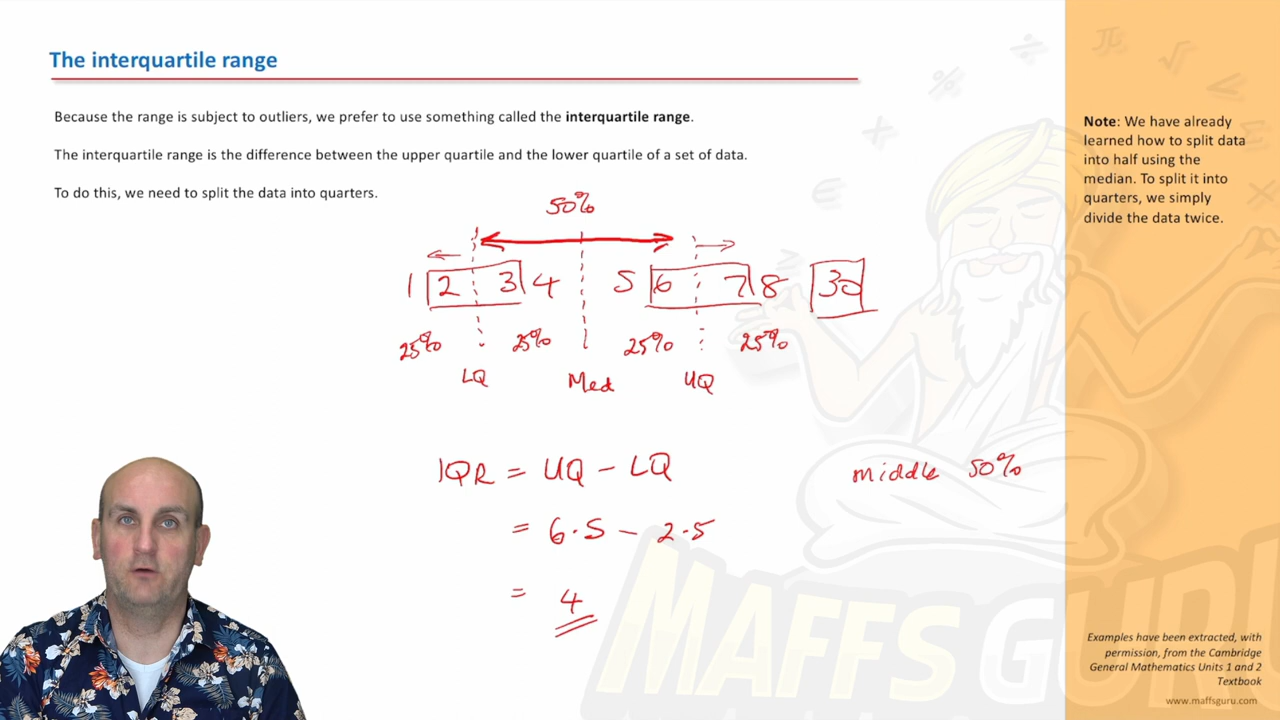 The interquartile range
Because the range is subject to outliers, we prefer to use something called the interquartile range.
The interquartile range is the difference between the upper quartile and the lower quartile of a set of data.
To do this, we need to split the data into quarters.
50%
1 2 3 4 5 6 7 8 30
25% 25% 25% 25%
LQ Med UQ
IQR = UQ - LQ
= 6.5 - 2.5
= 4
middle 50%
Note: We have already
learned how to split data
into half using the
median. To split it into
quarters, we simply
divide the data twice.
MAFFS GURU
Examples have been extracted, with
permission, from the Cambridge
General Mathematics Units 1 and 2
Textbook
www.maffsguru.com